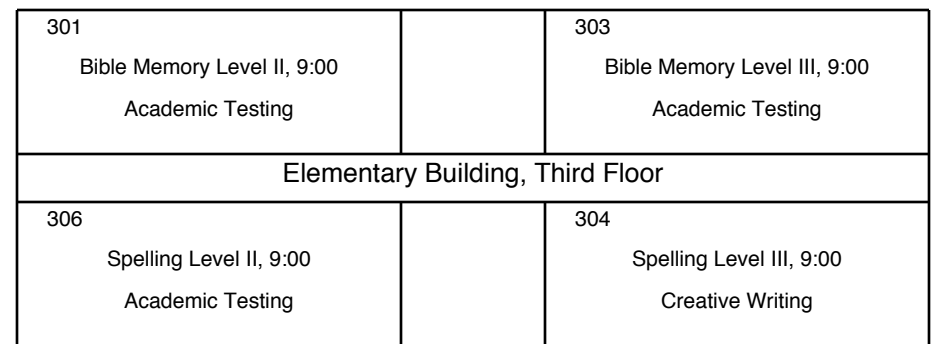 301
Bible Memory Level II, 9:00
Academic Testing
303
Bible Memory Level III, 9:00
Academic Testing
Elementary Building, Third Floor
306
Spelling Level II, 9:00
Academic Testing
304
Spelling Level III, 9:00
Creative Writing